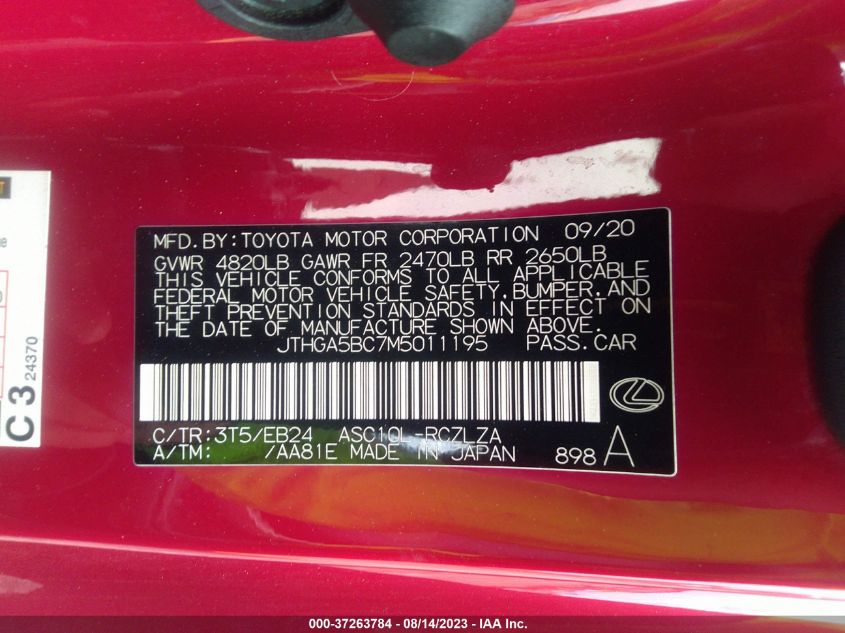 MFD.BY:TOYOTA MOTOR CORPORATION 09/20
GVWR 4820LB GAWR FR 2470LB RR 2650LB
THIS VEHICLE CONFORMS TO ALL APPLICABLE
FEDERAL MOTOR VEHICLE SAFETY,BUMPER,AND
THEFT PREVENTION STANDARDS IN EFFECT ON
THE DATE OF MANUFACTURE SHOWN ABOVE.
JTHGA5BC7M5011195 PASS.CAR
C/TR:3T5/EB24 ASC10L-RCZLZA
A/TM: /AA81E MADE IN JAPAN 898 A
C 3 24370
000-37263784 - 08/14/2023 - IAA Inc.